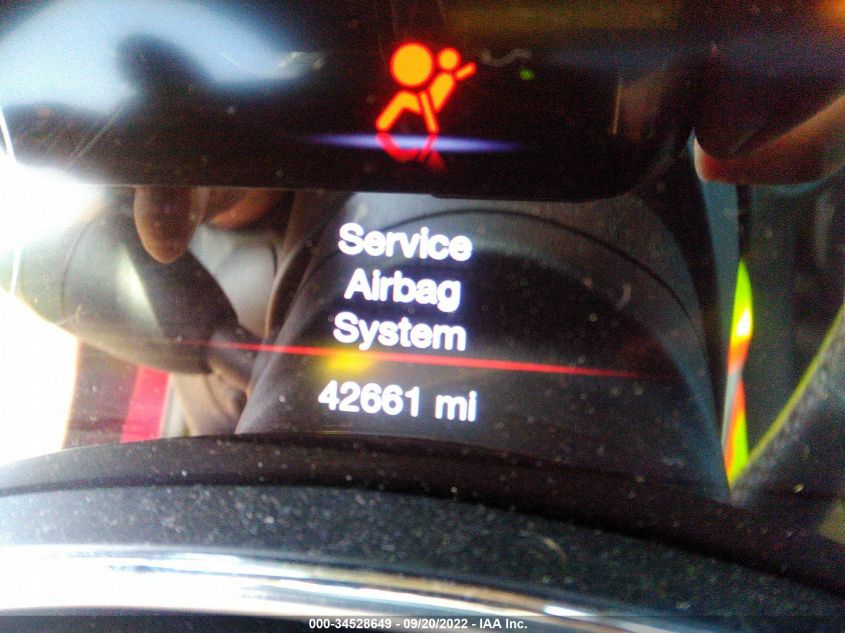 Service
Airbag
System
42661 mi
000-34528649 - 09/20/2022 - IAA Inc.